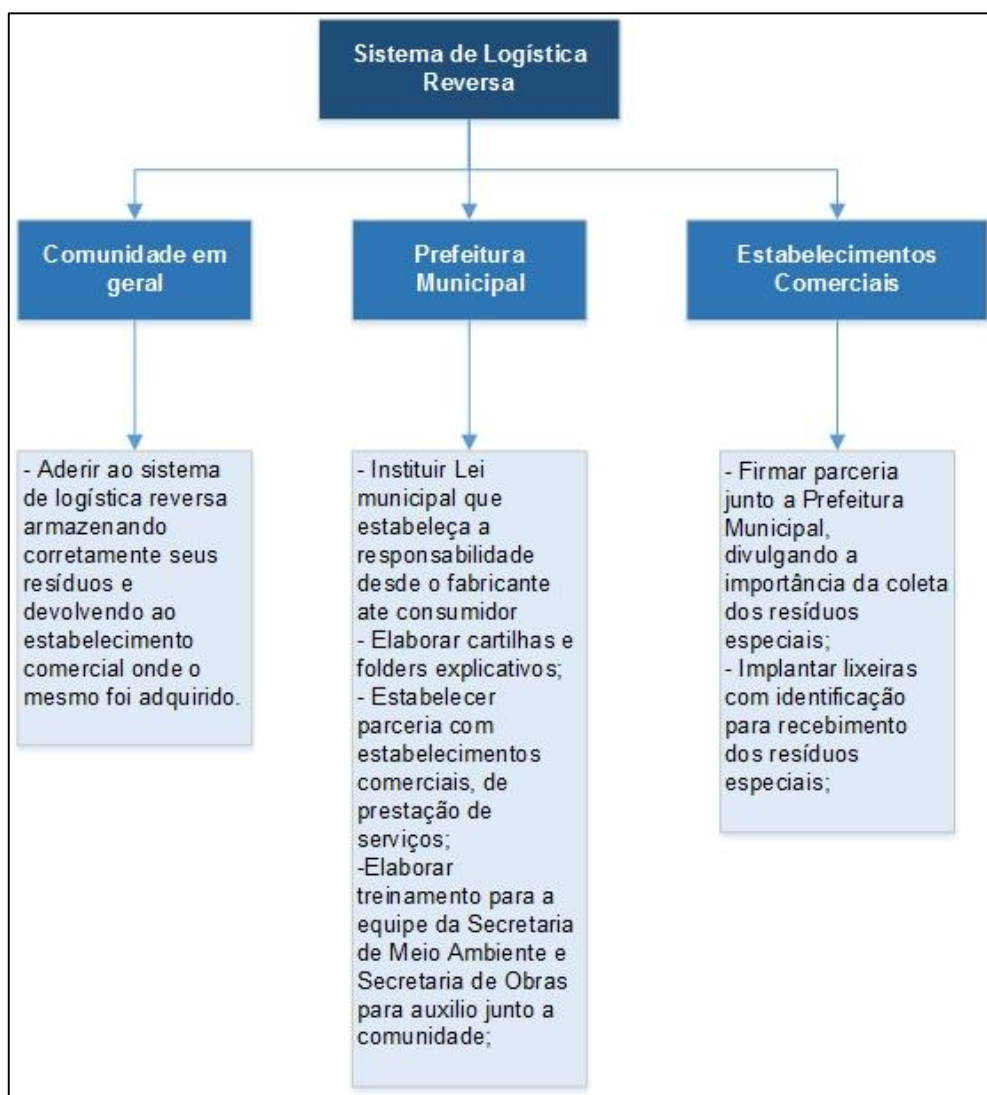 Sistema de Logística
Reversa
Comunidade em
geral
Prefeitura
Municipal
Estabelecimentos
Comerciais
- Aderir ao sistema
de logística reversa
armazenando
corretamente seus
resíduos e
devolvendo ao
estabelecimento
comercial onde o
mesmo foi adquirido.
- Instituir Lei
municipal que
estabeleça a
responsabilidade
desde o fabricante
ate consumidor
- Elaborar cartilhas e
folders explicativos;
- Estabelecer
parceria com
estabelecimentos
comerciais, de
prestação de
serviços;
-Elaborar
treinamento para a
equipe da Secretaria
de Meio Ambiente e
Secretaria de Obras
para auxilio junto a
comunidade;
- Firmar parceria
junto a Prefeitura
Municipal,
divulgando a
importância da coleta
dos resíduos
especiais;
- Implantar lixeiras
com identificação
para recebimento
dos resíduos
especiais;